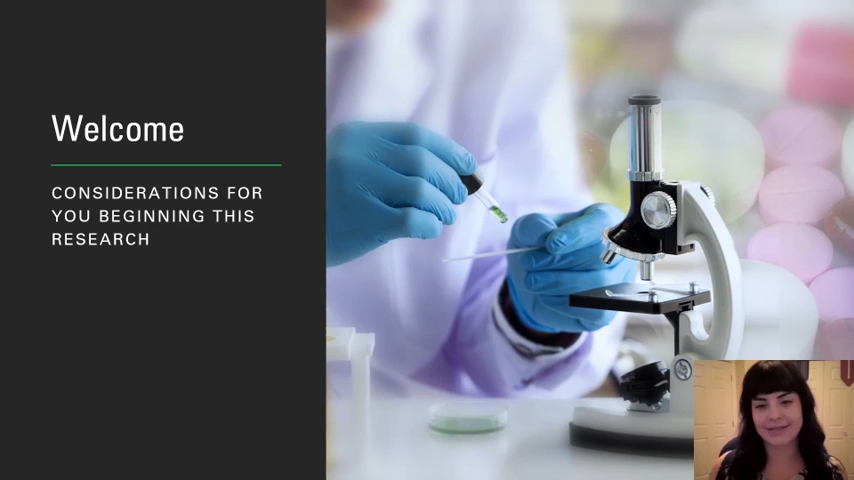 Welcome
CONSIDERATIONS FOR
YOU BEGINNING THIS
RESEARCH